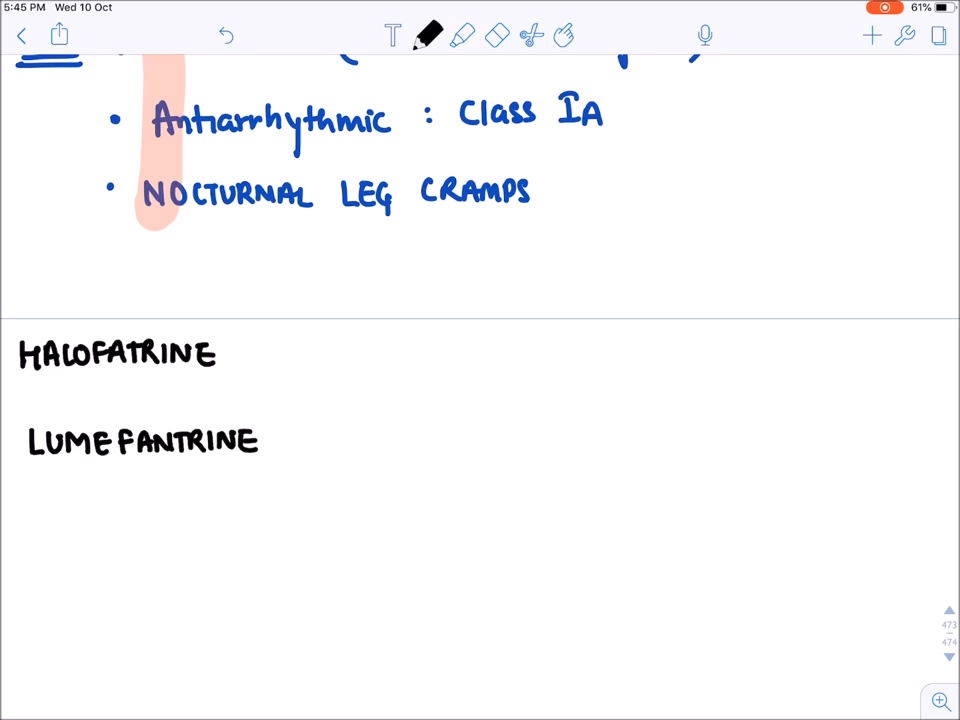 5:45 PM Wed 10 Oct 61%
T
• Antiarrhythmic : Class IA
• NOCTURNAL LEG CRAMPS
HALOFATRINE
LUMEFANTRINE
473
474